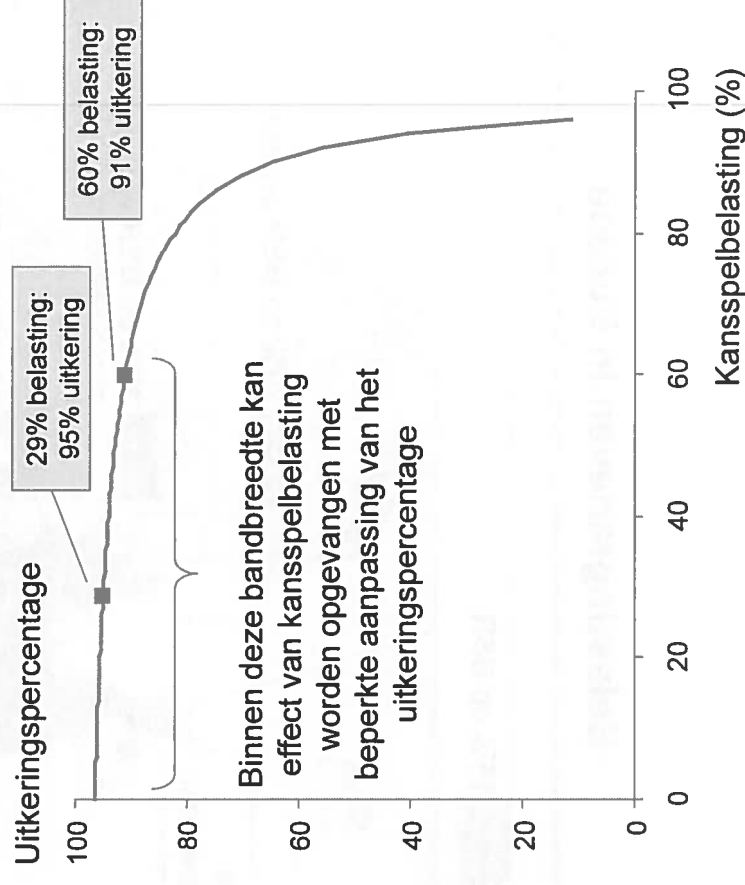 Uitkeringspercentage
29% belasting:
95% uitkering
60% belasting:
91% uitkering
100
80
60
40
20
0
Binnen deze bandbreedte kan
effect van kansspelbelasting
worden opgevangen met
beperkte aanpassing van het
uitkeringspercentage
0
20
40
60
80
100
Kansspelbelasting (%)